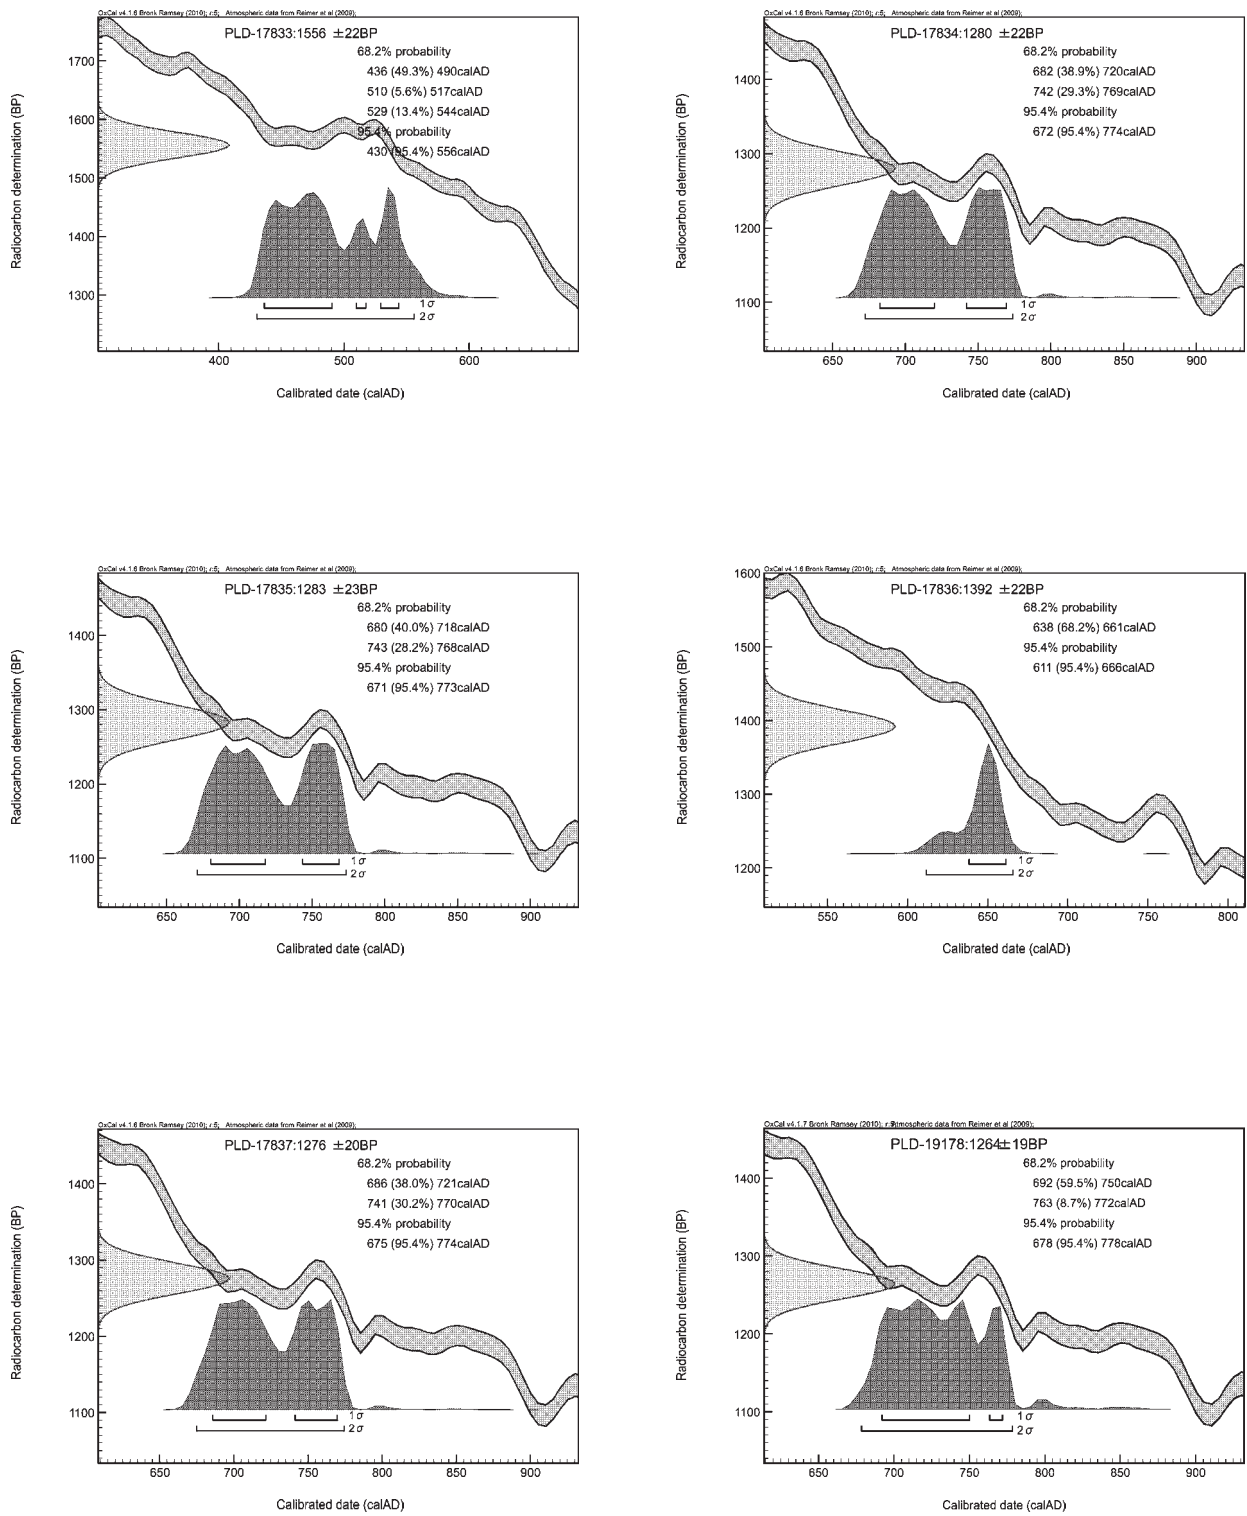 OxCal v4.1.6 Bronk Ramsey (2010); r:5; Atmospheric data from Reimer et al (2009);
PLD-17833:1556 ±22BP
68.2% probability
436 (49.3%) 490calAD
510 (5.6%) 517calAD
529 (13.4%) 544calAD
95.4% probability
430 (95.4%) 556calAD
Radiocarbon determination (BP)
1700
1600
1500
1400
1300
1σ
2σ
400 500 600
Calibrated date (calAD)
OxCal v4.1.6 Bronk Ramsey (2010); r:5; Atmospheric data from Reimer et al (2009);
PLD-17834:1280 ±22BP
68.2% probability
682 (38.9%) 720calAD
742 (29.3%) 769calAD
95.4% probability
672 (95.4%) 774calAD
Radiocarbon determination (BP)
1400
1300
1200
1100
1σ
2σ
650 700 750 800 850 900
Calibrated date (calAD)
OxCal v4.1.6 Bronk Ramsey (2010); r:5; Atmospheric data from Reimer et al (2009);
PLD-17835:1283 ±23BP
68.2% probability
680 (40.0%) 718calAD
743 (28.2%) 768calAD
95.4% probability
671 (95.4%) 773calAD
Radiocarbon determination (BP)
1400
1300
1200
1100
1σ
2σ
650 700 750 800 850 900
Calibrated date (calAD)
OxCal v4.1.6 Bronk Ramsey (2010); r:5; Atmospheric data from Reimer et al (2009);
PLD-17836:1392 ±22BP
68.2% probability
638 (68.2%) 661calAD
95.4% probability
611 (95.4%) 666calAD
Radiocarbon determination (BP)
1600
1500
1400
1300
1200
1σ
2σ
550 600 650 700 750 800
Calibrated date (calAD)
OxCal v4.1.6 Bronk Ramsey (2010); r:5; Atmospheric data from Reimer et al (2009);
PLD-17837:1276 ±20BP
68.2% probability
686 (38.0%) 721calAD
741 (30.2%) 770calAD
95.4% probability
675 (95.4%) 774calAD
Radiocarbon determination (BP)
1400
1300
1200
1100
1σ
2σ
650 700 750 800 850 900
Calibrated date (calAD)
OxCal v4.1.7 Bronk Ramsey (2010); r:5 Atmospheric data from Reimer et al (2009);
PLD-19178:1264±19BP
68.2% probability
692 (59.5%) 750calAD
763 (8.7%) 772calAD
95.4% probability
678 (95.4%) 778calAD
Radiocarbon determination (BP)
1400
1300
1200
1100
1σ
2σ
650 700 750 800 850 900
Calibrated date (calAD)